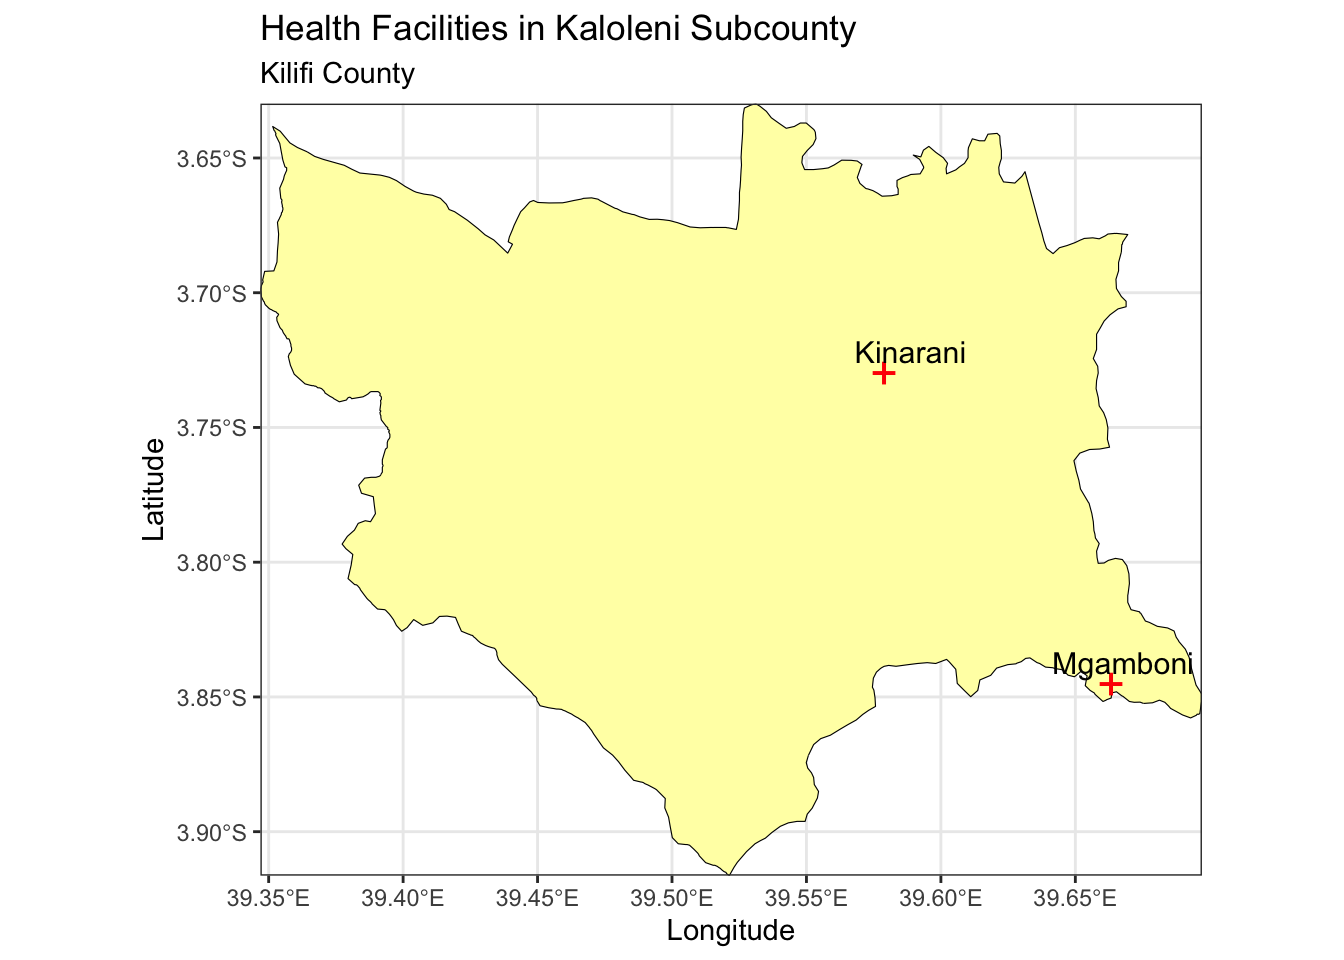 Health Facilities in Kaloleni Subcounty
Kilifi County
3.65°S
3.70°S
Kinarani
3.75°S
Latitude
3.80°S
Mgamboni
3.85°S
3.90°S
39.35°E 39.40°E 39.45°E 39.50°E 39.55°E 39.60°E 39.65°E
Longitude